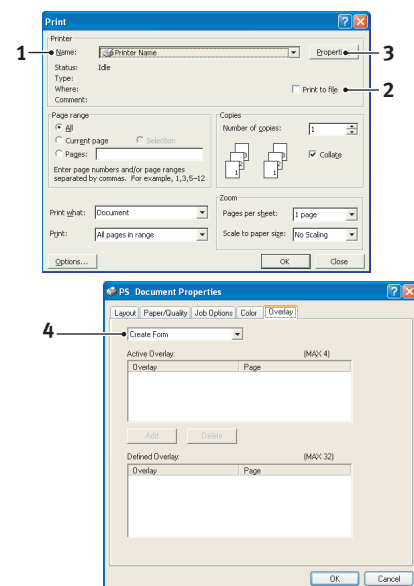 Print
Printer
1 Name: Printer Name Properti 3
Status: Idle
Type:
Where: Print to file 2
Comment:
Page range
All
Current page Selection
Pages:
Enter page numbers and/or page ranges
separated by commas. For example, 1,3,5–12
Copies
Number of copies: 1
Collate
Print what: Document
Print: All pages in range
Zoom
Pages per sheet: 1 page
Scale to paper size: No Scaling
Options... OK Close
PS Document Properties
Layout Paper/Quality Job Options Color Overlay
4 Create Form
Active Overlay: (MAX 4)
Overlay Page
Add Delete
Defined Overlay: (MAX 32)
Overlay Page
OK Cancel